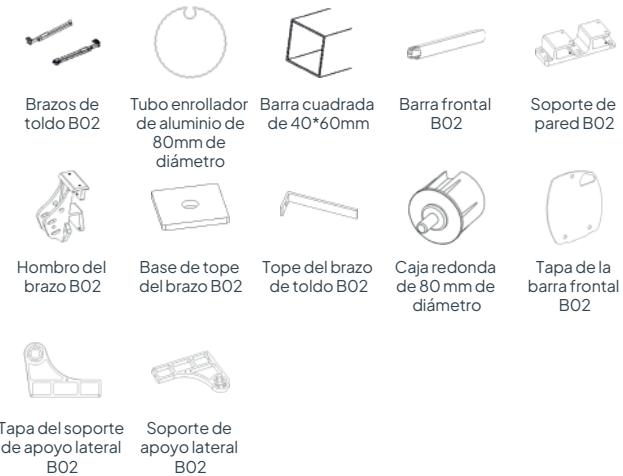 Brazos de
toldo B02
Tubo enrollador
de aluminio de
80mm de
diámetro
Barra cuadrada
de 40*60mm
Barra frontal
B02
Soporte de
pared B02
Hombro del
brazo B02
Base de tope
del brazo B02
Tope del brazo
de toldo B02
Caja redonda
de 80 mm de
diámetro
Tapa de la
barra frontal
B02
Tapa del soporte
de apoyo lateral
B02
Soporte de
apoyo lateral
B02